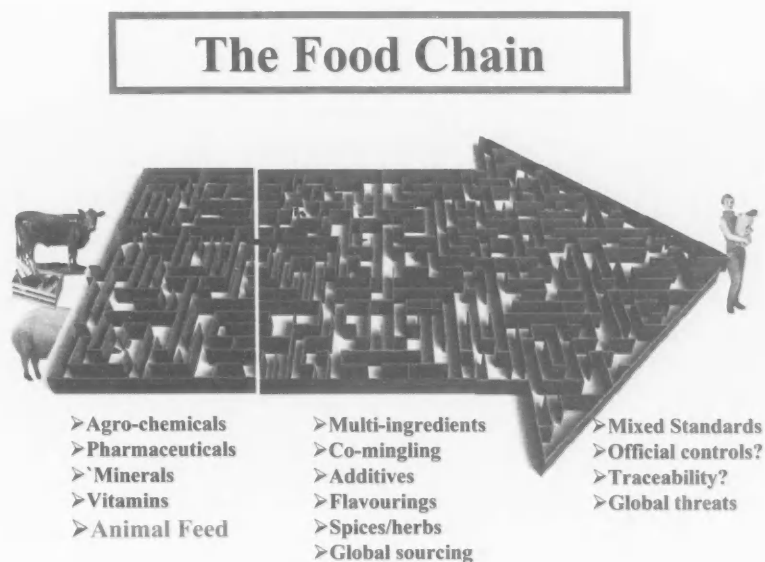 The Food Chain
➢Agro-chemicals
➢Pharmaceuticals
➢`Minerals
➢Vitamins
➢Animal Feed
➢Multi-ingredients
➢Co-mingling
➢Additives
➢Flavourings
➢Spices/herbs
➢Global sourcing
➢Mixed Standards
➢Official controls?
➢Traceability?
➢Global threats